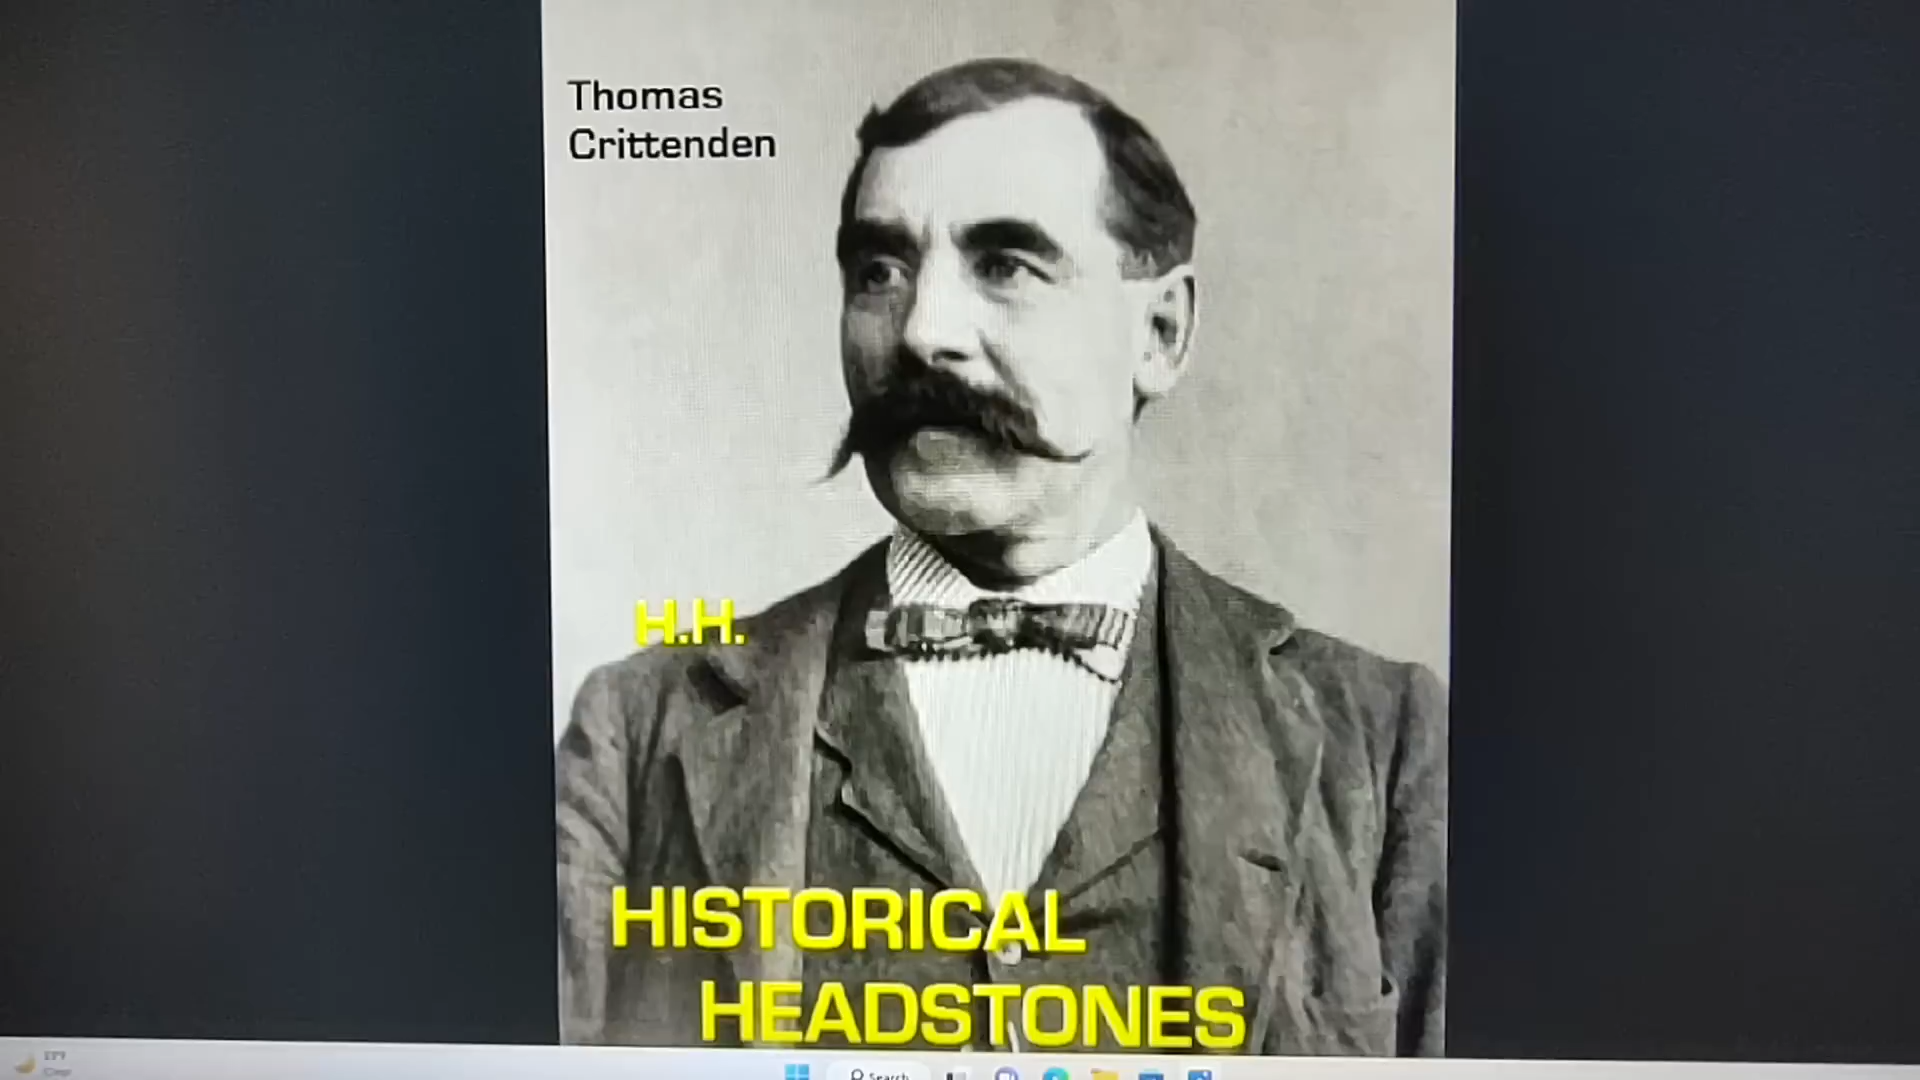 Thomas
Crittenden
H.H.
HISTORICAL
HEADSTONES
Search